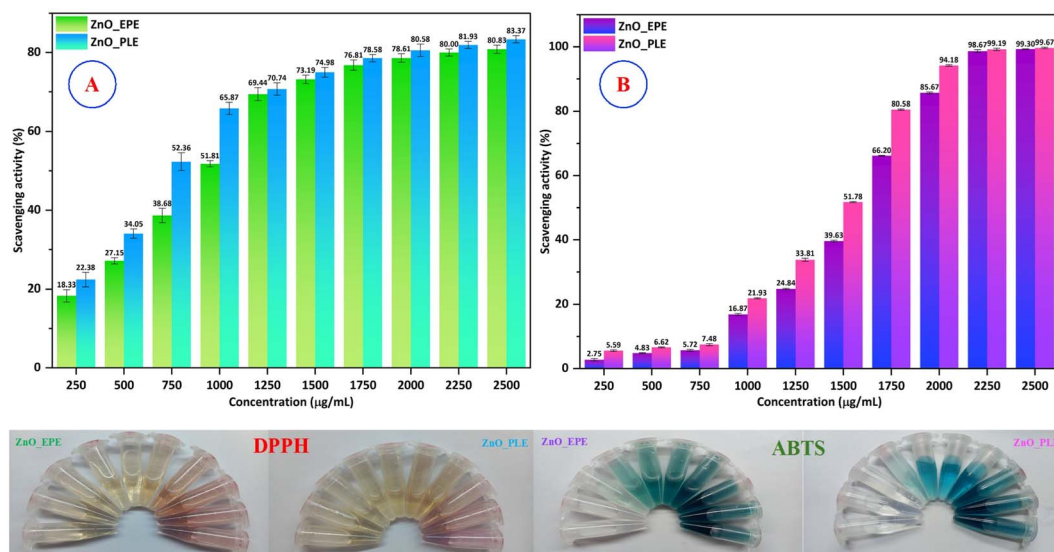 ZnO_EPE
ZnO_PLE
A
Scavenging activity (%)
80
60
40
20
0
18.33
22.38
27.15
34.05
38.68
52.36
51.81
65.87
69.44
70.74
73.19
74.98
76.81
78.58
78.61
80.58
80.00
81.93
80.83
83.37
250 500 750 1000 1250 1500 1750 2000 2250 2500
Concentration (µg/mL)
ZnO_EPE
ZnO_PLE
B
Scavenging activity (%)
100
80
60
40
20
0
2.75
5.59
4.83
6.62
5.72
7.48
16.87
21.93
24.84
33.81
39.63
51.78
66.20
80.58
85.67
94.18
98.67
99.19
99.30
99.67
250 500 750 1000 1250 1500 1750 2000 2250 2500
Concentration (µg/mL)
ZnO_EPE
DPPH
ZnO_PLE
ZnO_EPE
ABTS
ZnO_PLE